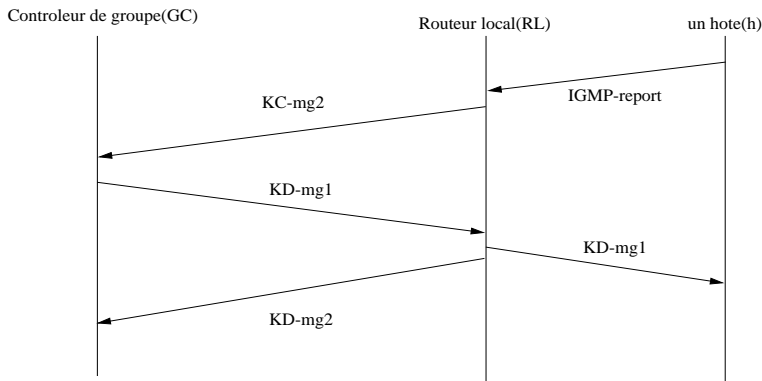 Controleur de groupe(GC)
Routeur local(RL)
un hote(h)
IGMP-report
KC-mg2
KD-mg1
KD-mg1
KD-mg2